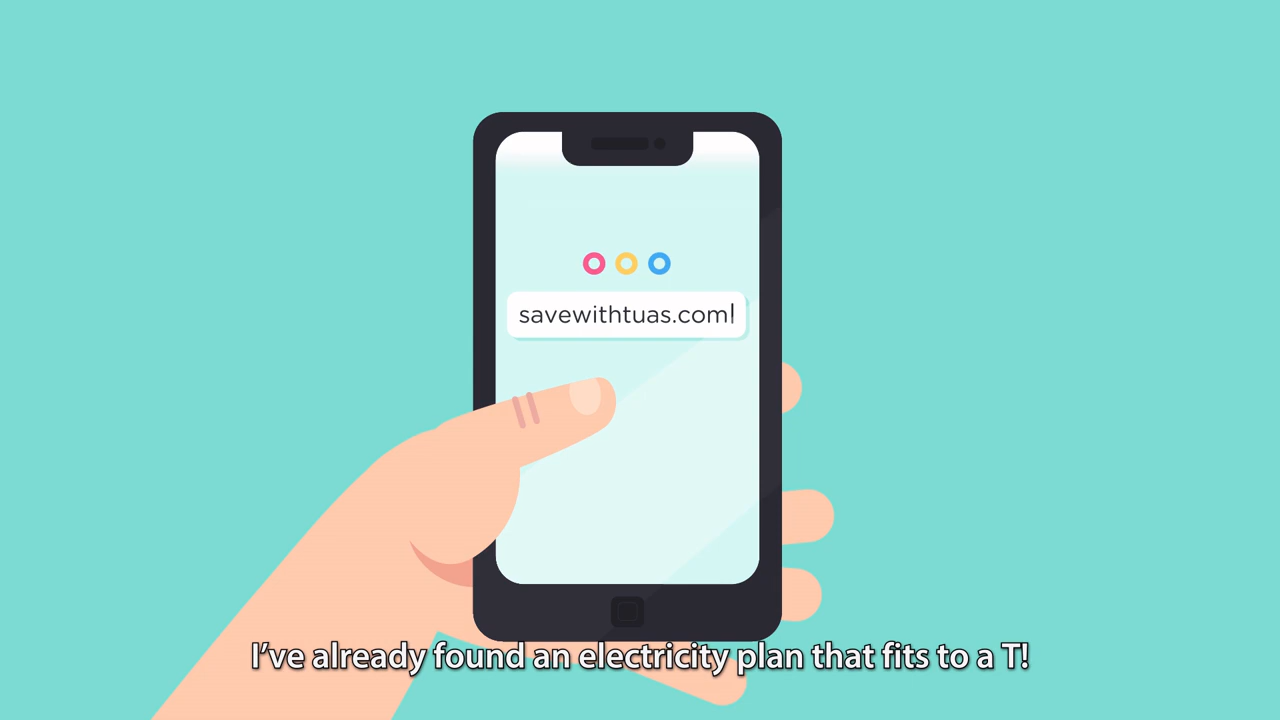 savewithtuas.com
I've already found an electricity plan that fits to a T!